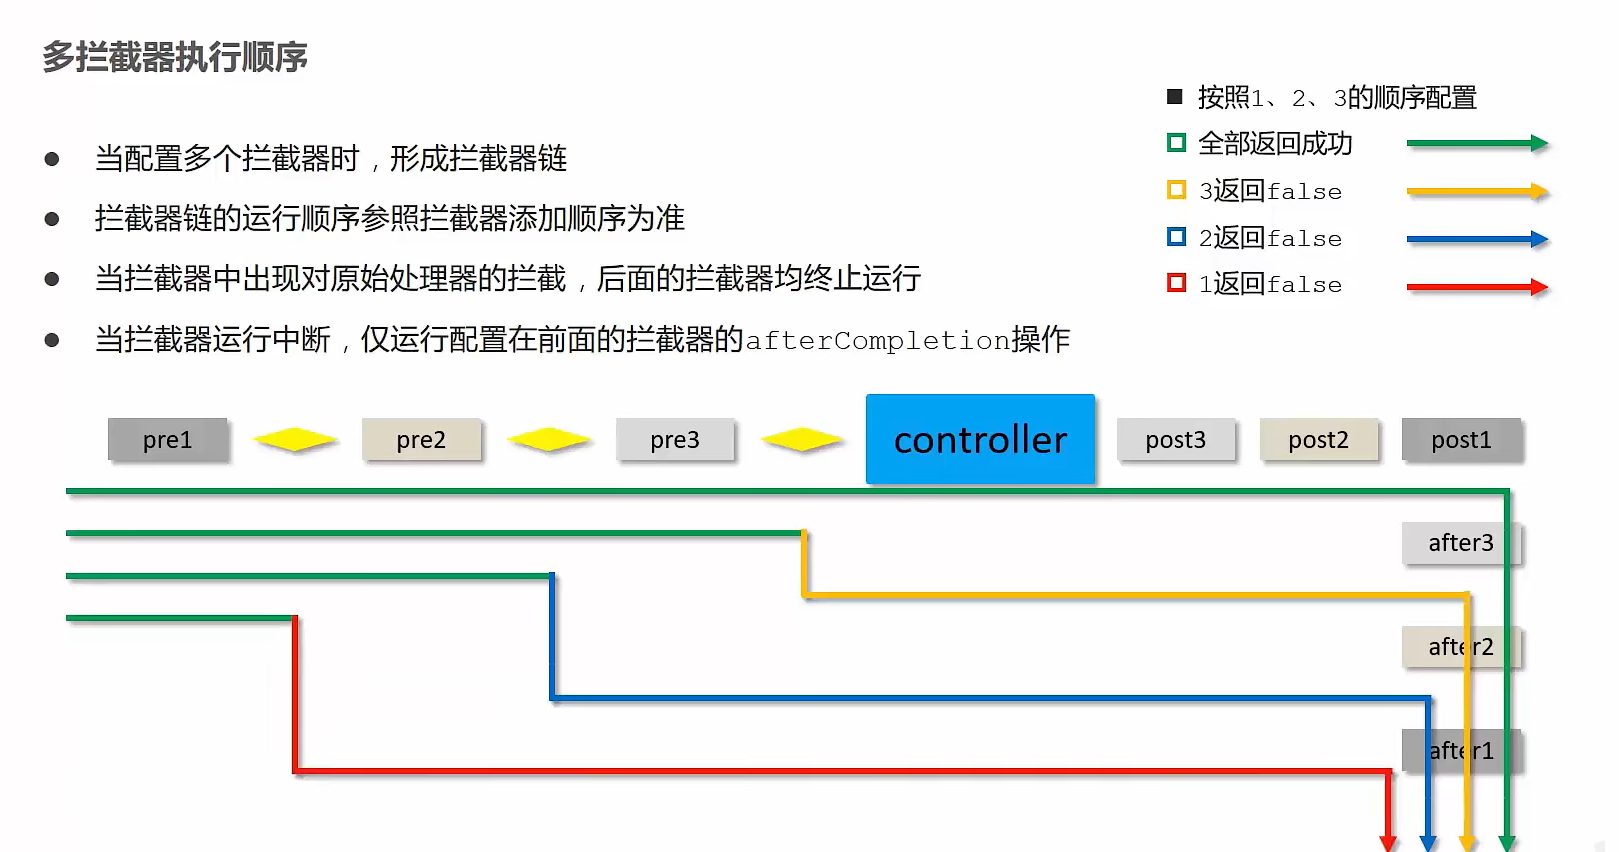 多拦截器执行顺序
按照1、2、3的顺序配置
全部返回成功
3返回false
2返回false
1返回false
当配置多个拦截器时，形成拦截器链
拦截器链的运行顺序参照拦截器添加顺序为准
当拦截器中出现对原始处理器的拦截，后面的拦截器均终止运行
当拦截器运行中断，仅运行配置在前面的拦截器的afterCompletion操作
pre1 pre2 pre3 controller post3 post2 post1
after3
after2
after1